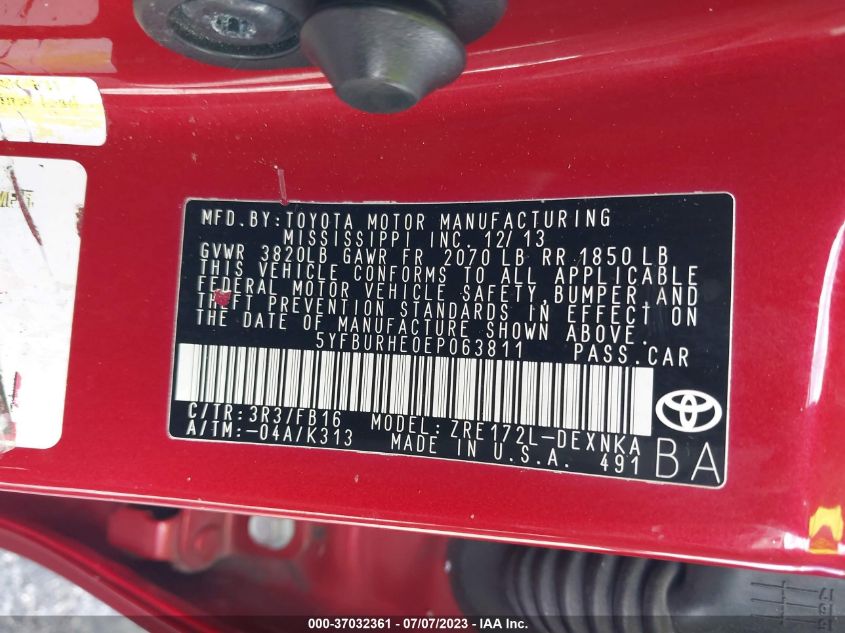 MFD. BY: TOYOTA MOTOR MANUFACTURING
MISSISSIPPI INC. 12/13
GVWR 3820LB GAWR FR 2070 LB RR 1850 LB
THIS VEHICLE CONFORMS TO ALL APPLICABLE
FEDERAL MOTOR VEHICLE SAFETY, BUMPER, AND
THEFT PREVENTION STANDARDS IN EFFECT ON
THE DATE OF MANUFACTURE SHOWN ABOVE.
5YFBURHE0EP063811 PASS. CAR
C/TR: 3R3/FB16 MODEL: ZRE172L-DEXNKA
A/TM: -04A/K313 MADE IN U.S.A. 491
BA
000-37032361 - 07/07/2023 - IAA Inc.